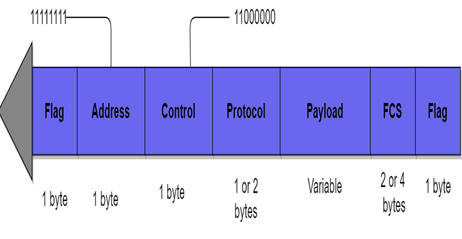 11111111 11000000
Flag Address Control Protocol Payload FCS Flag
1 byte 1 byte 1 byte 1 or 2 bytes Variable 2 or 4 bytes 1 byte